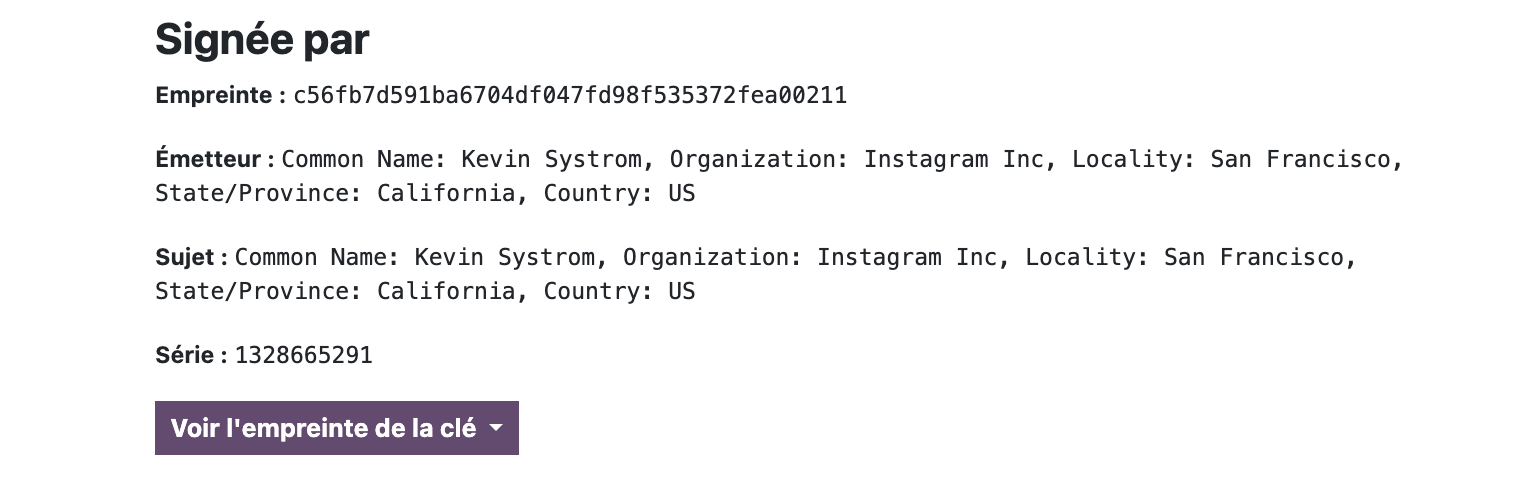 Signée par
Empreinte : c56fb7d591ba6704df047fd98f535372fea00211
Émetteur : Common Name: Kevin Systrom, Organization: Instagram Inc, Locality: San Francisco,
State/Province: California, Country: US
Sujet : Common Name: Kevin Systrom, Organization: Instagram Inc, Locality: San Francisco,
State/Province: California, Country: US
Série : 1328665291
Voir l'empreinte de la clé